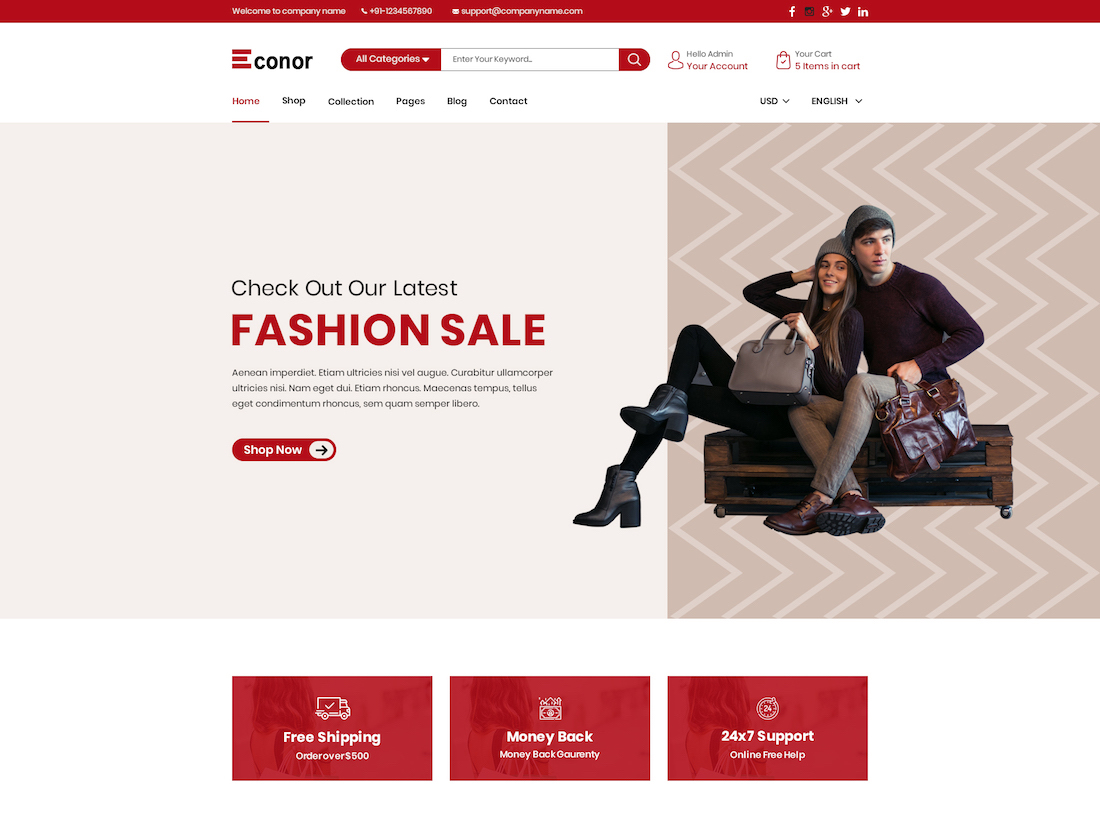 Welcome to company name +91-1234567890 support@companyname.com
Econor
All Categories Enter Your Keyword...
Hello Admin
Your Account
Your Cart
5 Items in cart
Home Shop Collection Pages Blog Contact USD ENGLISH
Check Out Our Latest
FASHION SALE
Aenean imperdiet. Etiam ultricies nisi vel augue. Curabitur ullamcorper
ultricies nisi. Nam eget dui. Etiam rhoncus. Maecenas tempus, tellus
eget condimentum rhoncus, sem quam semper libero.
Shop Now
Free Shipping
Orderover$500
Money Back
Money Back Gaurenty
24
24x7 Support
Online Free Help